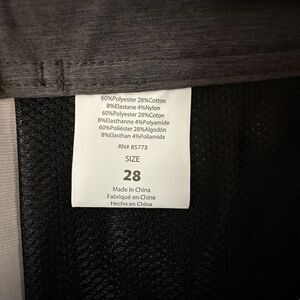 60%Polyester 28%Cotton
8%Elastane 4%Nylon
60%Polyester 28%Coton
8%Elasthanne 4%Polyamide
60%Poliéster 28%Algodón
8%Elasthan 4%Poliamida
RN# 85773
SIZE
28
Made in China
Fabriqué en Chine
Hecho en China